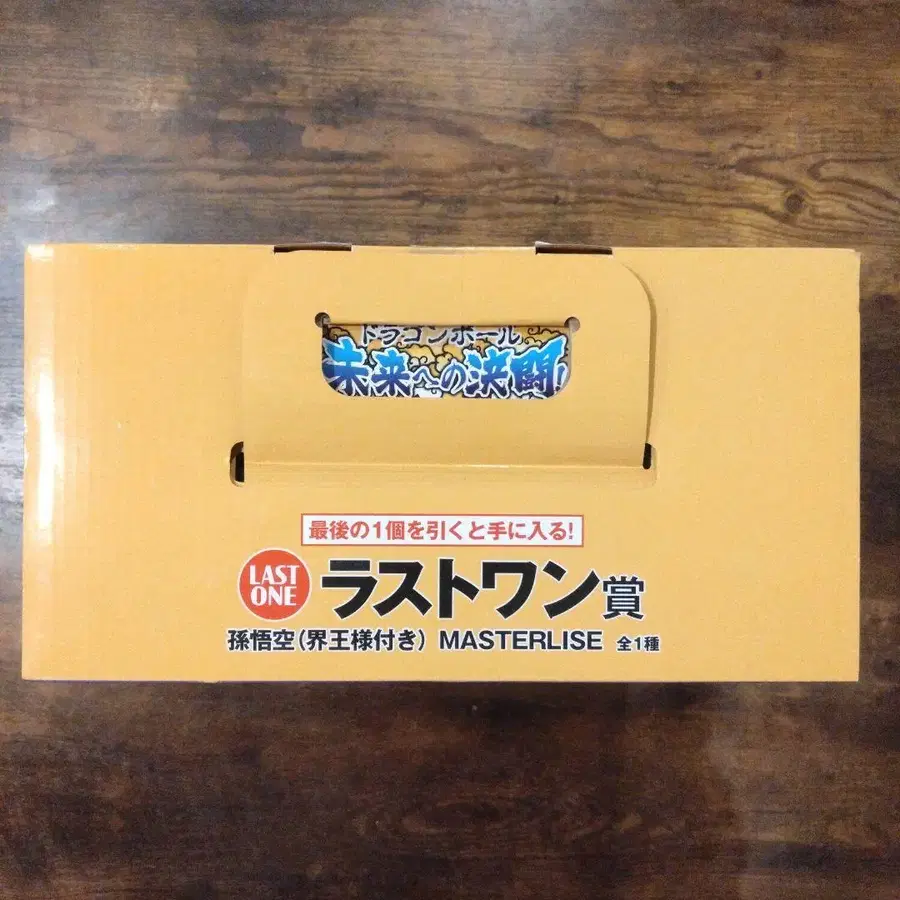 ドラゴンボール
未来への決闘!
最後の1個を引くと手に入る!
LAST
ONE
ラストワン賞
孫悟空(界王様付き) MASTERLISE 全1種